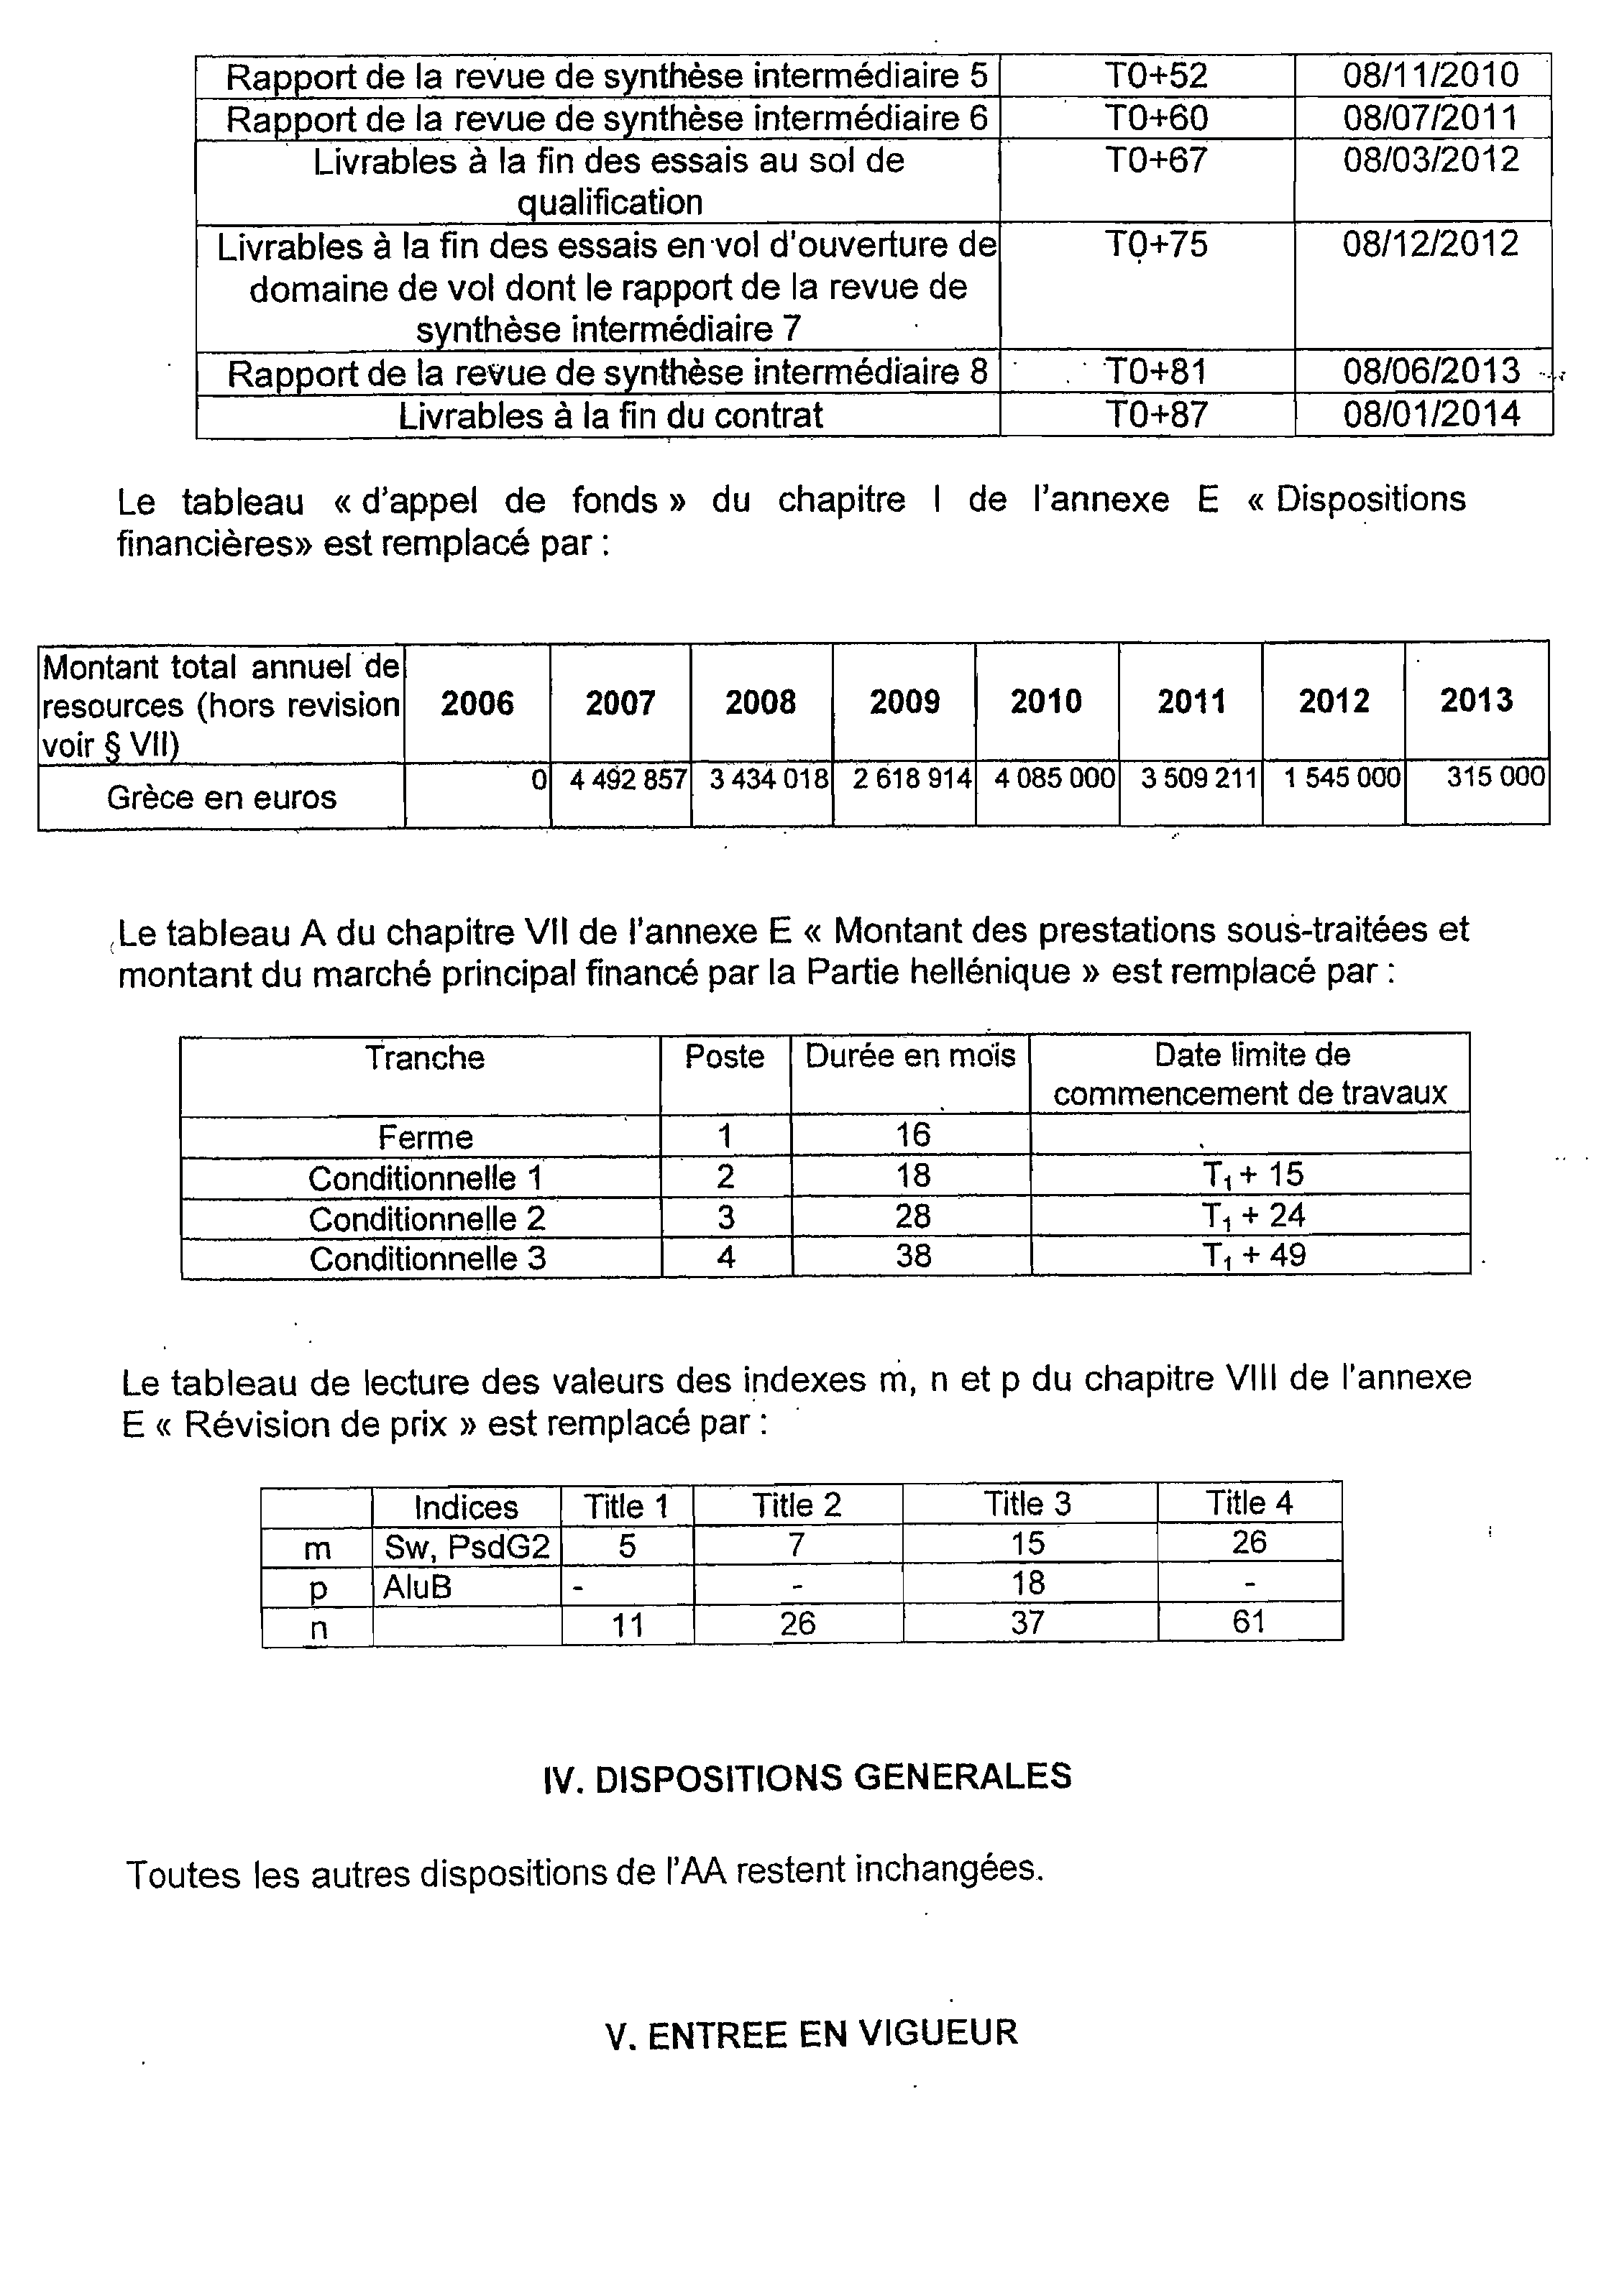 Rapport de la revue de synthèse intermédiaire 5 T0+52 08/11/2010
Rapport de la revue de synthèse intermédiaire 6 T0+60 08/07/2011
Livrables à la fin des essais au sol de T0+67 08/03/2012
qualification
Livrables à la fin des essais en vol d'ouverture de T0+75 08/12/2012
domaine de vol dont le rapport de la revue de
synthèse intermédiaire 7
Rapport de la revue de synthèse intermédiaire 8 T0+81 08/06/2013
Livrables à la fin du contrat T0+87 08/01/2014
Le tableau « d'appel de fonds » du chapitre I de l'annexe E « Dispositions
financières» est remplacé par :
Montant total annuel de
resources (hors revision 2006 2007 2008 2009 2010 2011 2012 2013
voir § VII)
Grèce en euros 0 4 492 857 3 434 018 2 618 914 4 085 000 3 509 211 1 545 000 315 000
Le tableau A du chapitre VII de l'annexe E « Montant des prestations sous-traitées et
montant du marché principal financé par la Partie hellénique » est remplacé par :
Tranche Poste Durée en mois Date limite de
commencement de travaux
Ferme 1 16
Conditionnelle 1 2 18 T₁ + 15
Conditionnelle 2 3 28 T₁ + 24
Conditionnelle 3 4 38 T₁ + 49
Le tableau de lecture des valeurs des indexes m, n et p du chapitre VIII de l'annexe
E « Révision de prix » est remplacé par :
Indices Title 1 Title 2 Title 3 Title 4
m Sw, PsdG2 5 7 15 26
p AluB - - 18 -
n 11 26 37 61
IV. DISPOSITIONS GENERALES
Toutes les autres dispositions de l'AA restent inchangées.
V. ENTREE EN VIGUEUR